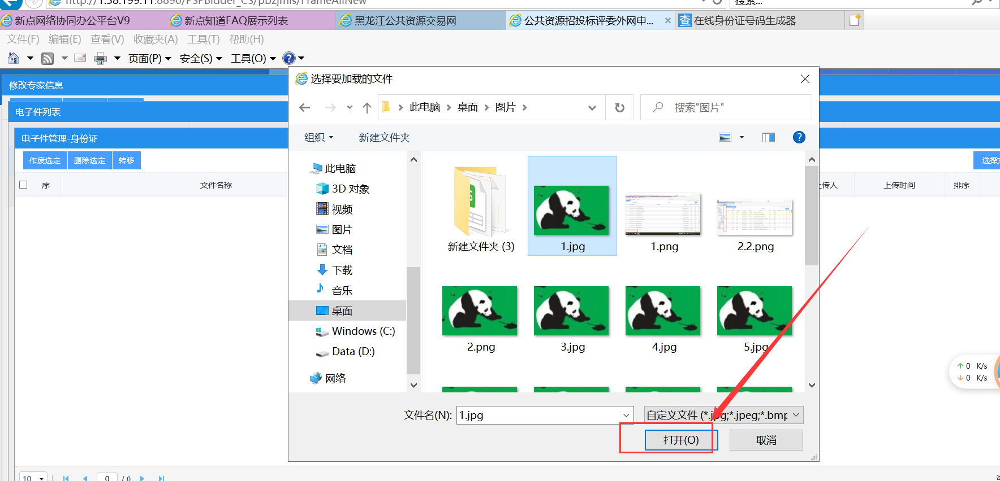 http://1.58.199.11:8890/PSPBidder_CS/pbzjmis/FrameAllNew
搜索...
新点网络协同办公平台V9
新点知道FAQ展示列表
黑龙江公共资源交易网
公共资源招投标评委外网申...
查 在线身份证号码生成器
文件(F) 编辑(E) 查看(V) 收藏夹(A) 工具(T) 帮助(H)
页面(P) 安全(S) 工具(O)
修改专家信息
电子件列表
电子件管理-身份证
作废选定 删除选定 转移
选择文
序 文件名称 上传人 上传时间 排序
选择要加载的文件
此电脑 桌面 图片
搜索"图片"
组织 新建文件夹
此电脑
3D 对象
视频
图片
文档
下载
音乐
桌面
Windows (C:)
Data (D:)
网络
新建文件夹 (3)
1.jpg
1.png
2.2.png
2.png
3.jpg
4.jpg
5.jpg
文件名(N): 1.jpg
自定义文件 (*.jpg;*.jpeg;*.bmp
打开(O) 取消
0 K/s
0 K/s
10 0 / 0